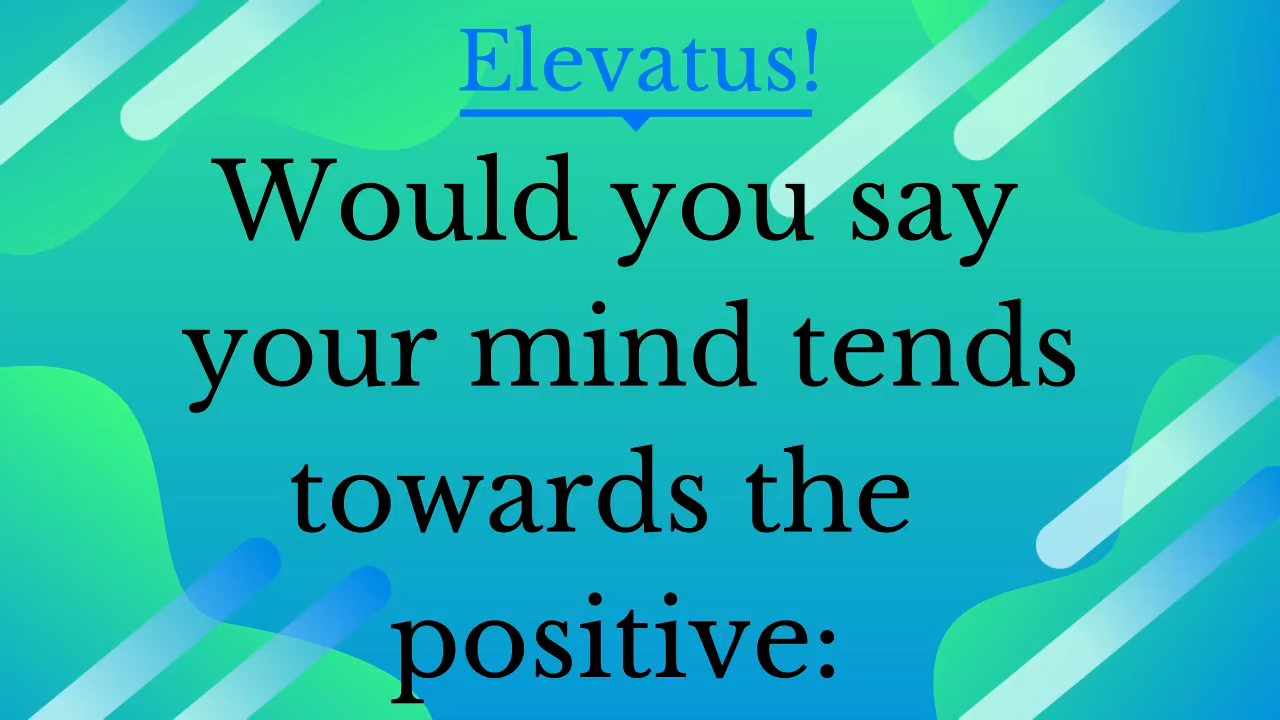 Elevatus!
Would you say
your mind tends
towards the
positive: